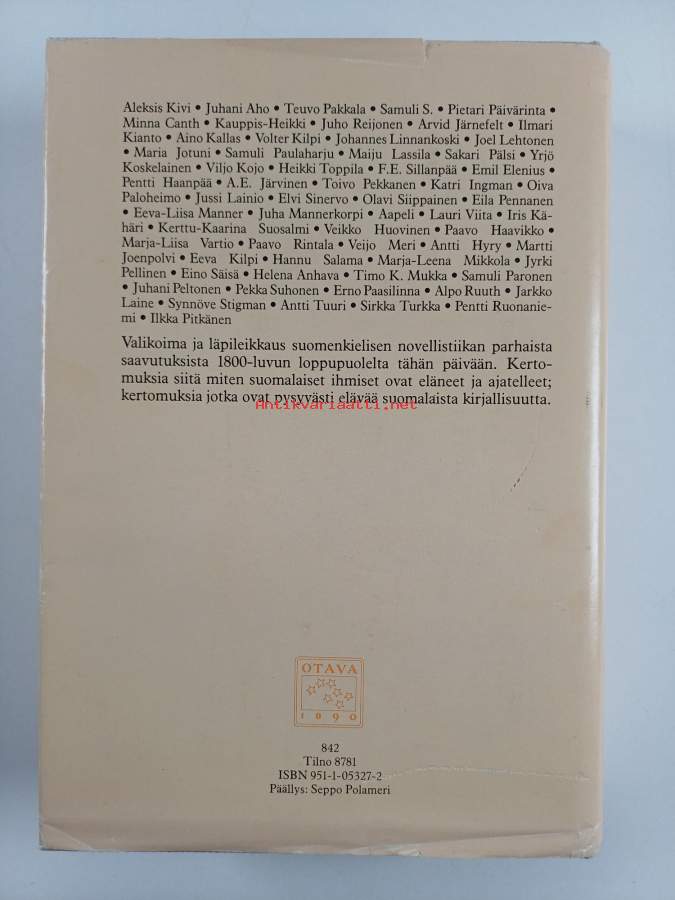 Aleksis Kivi • Juhani Aho • Teuvo Pakkala • Samuli S. • Pietari Päivärinta •
Minna Canth • Kauppis-Heikki • Juho Reijonen • Arvid Järnefelt • Ilmari
Kianto • Aino Kallas • Volter Kilpi • Johannes Linnankoski • Joel Lehtonen
• Maria Jotuni • Samuli Paulaharju • Maiju Lassila • Sakari Pälsi • Yrjö
Koskelainen • Viljo Kojo • Heikki Toppila • F.E. Sillanpää • Emil Elenius •
Pentti Haanpää • A.E. Järvinen • Toivo Pekkanen • Katri Ingman • Oiva
Paloheimo • Jussi Lainio • Elvi Sinervo • Olavi Siippainen • Eila Pennanen
• Eeva-Liisa Manner • Juha Mannerkorpi • Aapeli • Lauri Viita • Iris Kä-
häri • Kerttu-Kaarina Suosalmi • Veikko Huovinen • Paavo Haavikko •
Marja-Liisa Vartio • Paavo Rintala • Veijo Meri • Antti Hyry • Martti
Joenpolvi • Eeva Kilpi • Hannu Salama • Marja-Leena Mikkola • Jyrki
Pellinen • Eino Säisä • Helena Anhava • Timo K. Mukka • Samuli Paronen
• Juhani Peltonen • Pekka Suhonen • Erno Paasilinna • Alpo Ruuth • Jarkko
Laine • Synnöve Stigman • Antti Tuuri • Sirkka Turkka • Pentti Ruonanie-
mi • Ilkka Pitkänen
Valikoima ja läpileikkaus suomenkielisen novellistiikan parhaista
saavutuksista 1800-luvun loppupuolelta tähän päivään. Kerto-
muksia siitä miten suomalaiset ihmiset ovat eläneet ja ajatelleet;
kertomuksia jotka ovat pysyvästi elävää suomalaista kirjallisuutta.
Antikvariaatti.net
OTAVA
1890
842
Tilno 8781
ISBN 951-1-05327-2
Päällys: Seppo Polameri